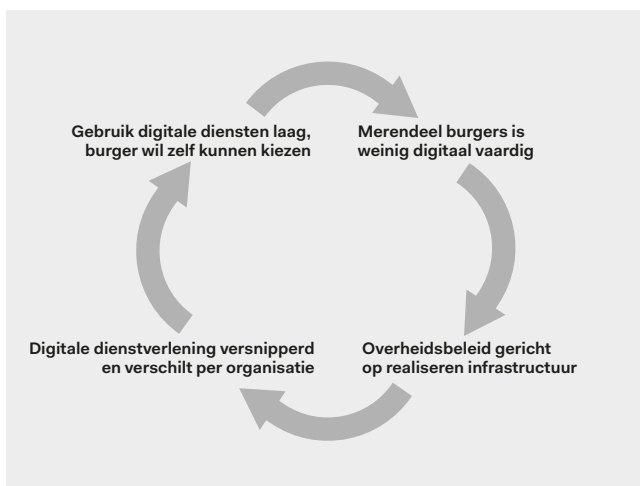 Gebruik digitale diensten laag,
burger wil zelf kunnen kiezen
Merendeel burgers is
weinig digitaal vaardig
Digitale dienstverlening versnipperd
en verschilt per organisatie
Overheidsbeleid gericht
op realiseren infrastructuur